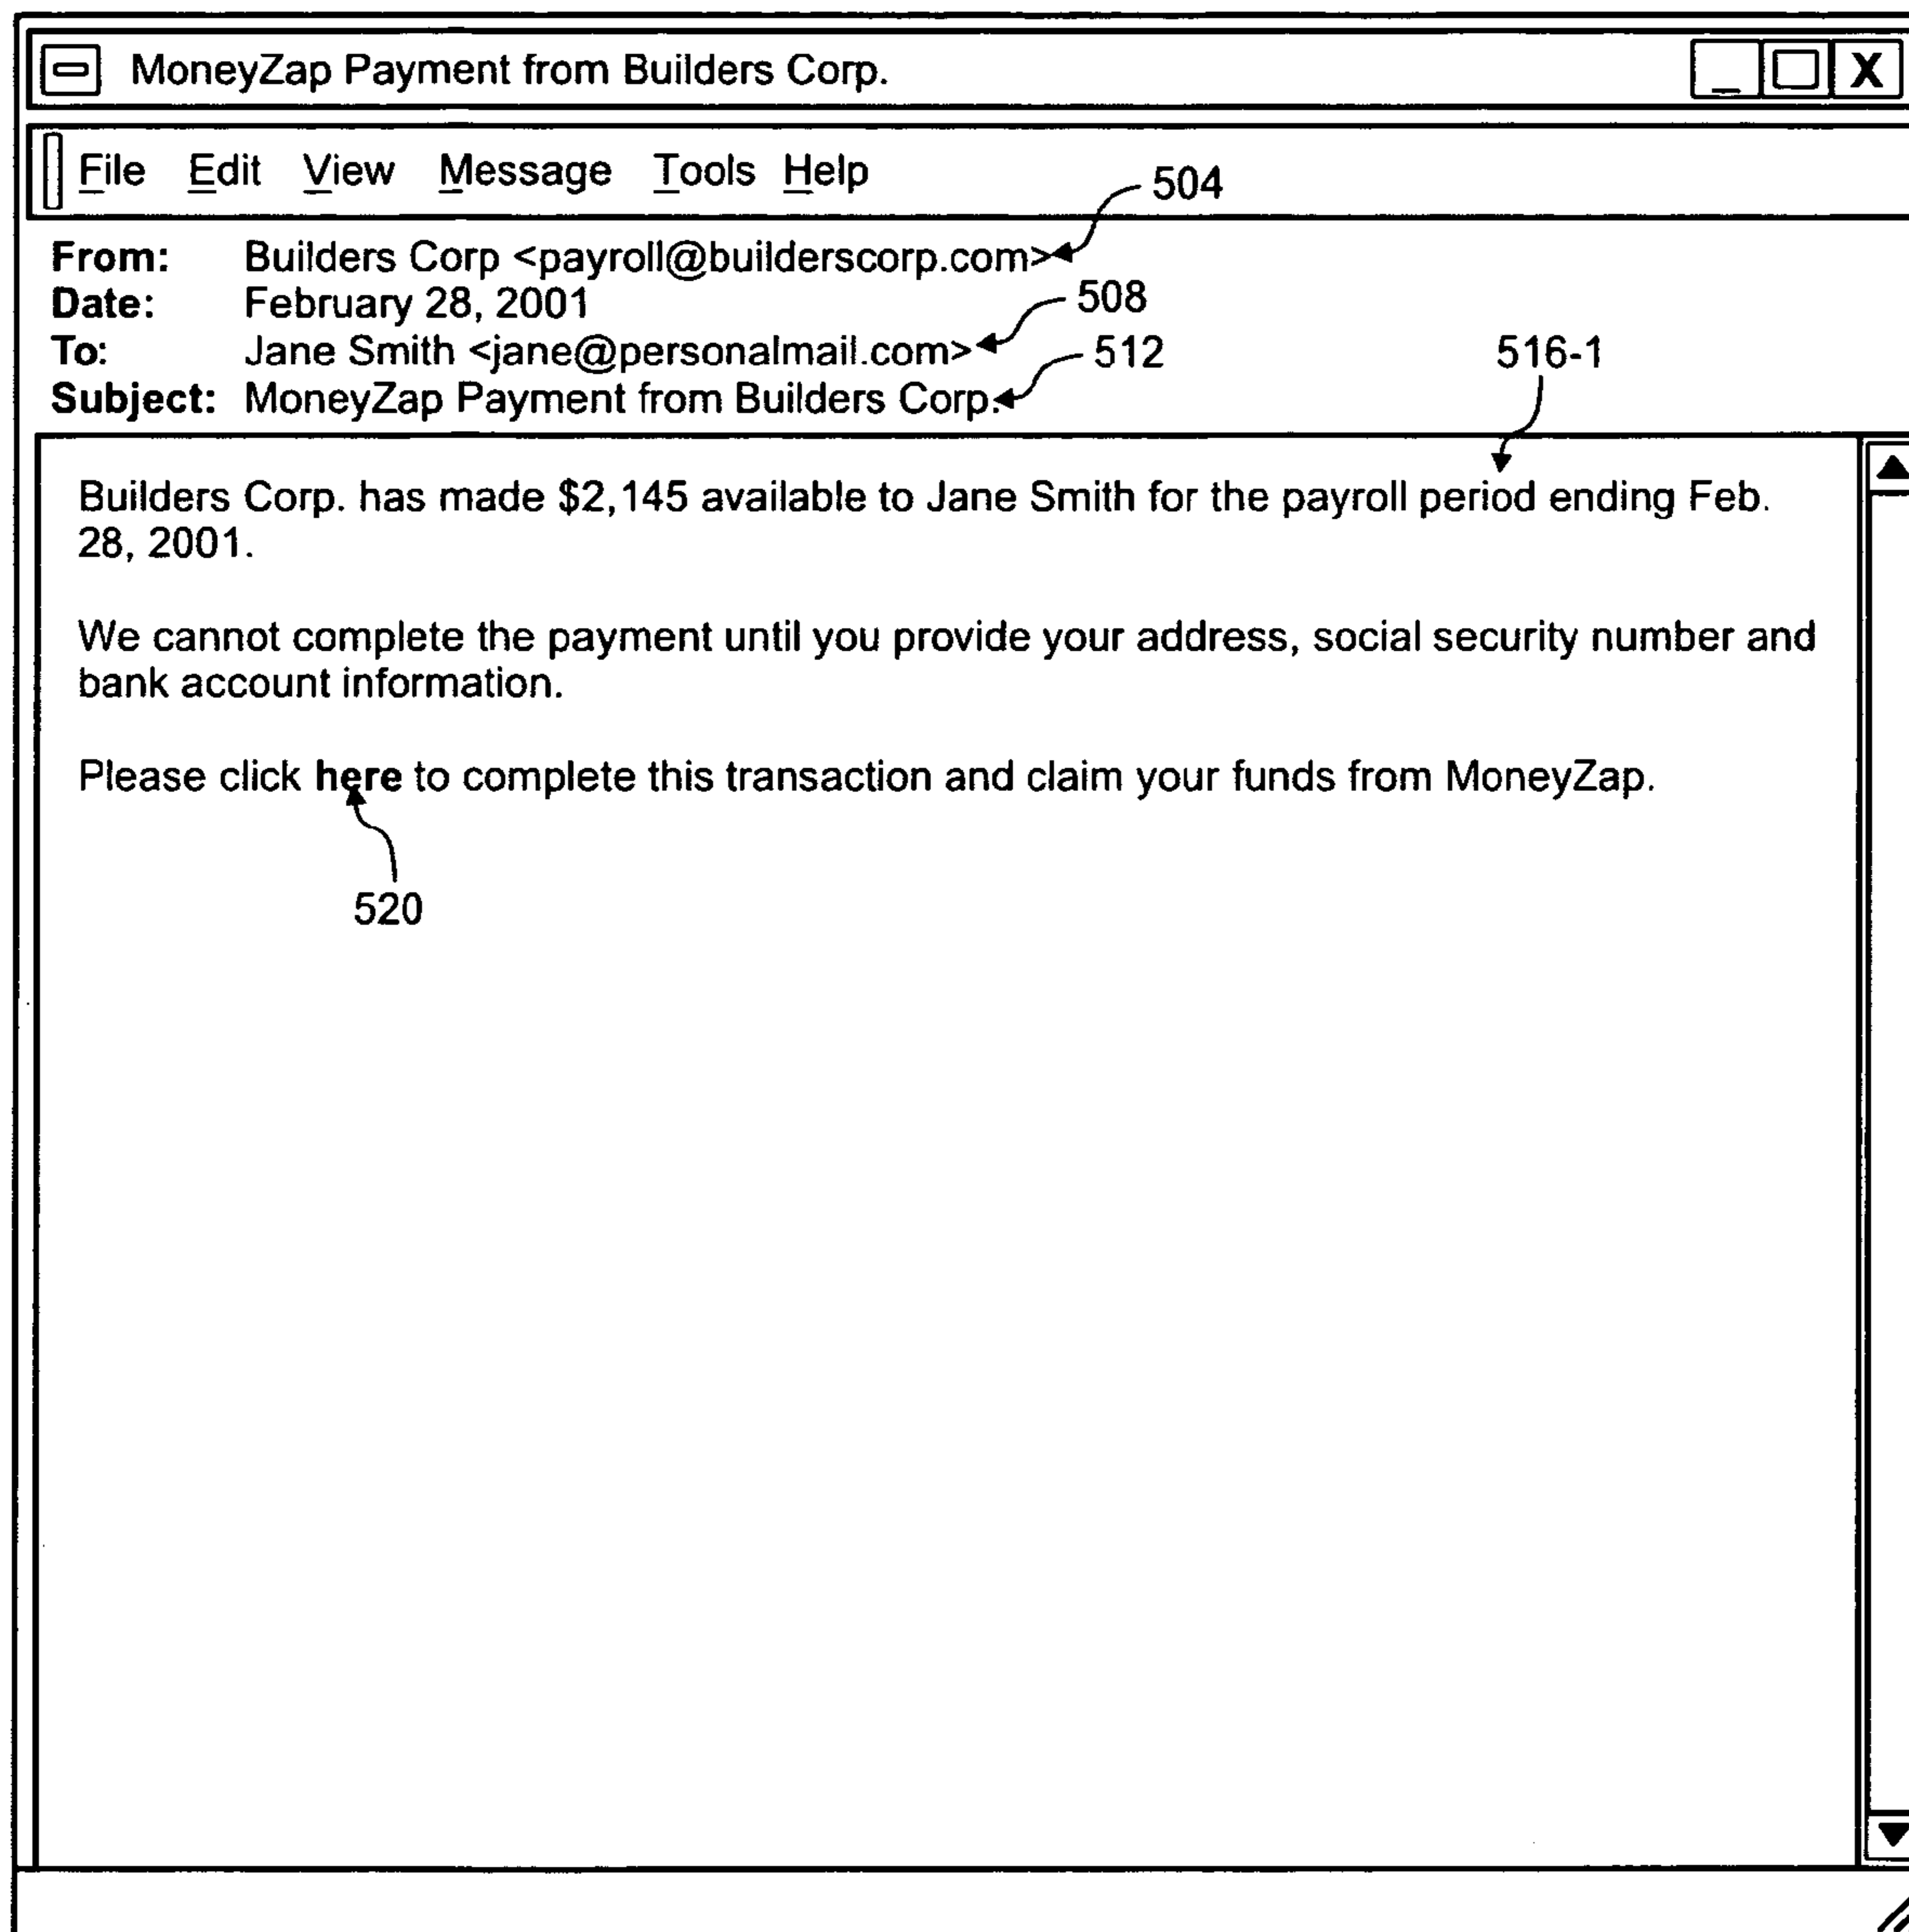 MoneyZap Payment from Builders Corp.
X
File Edit View Message Tools Help
504
From: Builders Corp <payroll@builderscorp.com>
Date: February 28, 2001
508
To: Jane Smith <jane@personalmail.com>
512
516-1
Subject: MoneyZap Payment from Builders Corp.
Builders Corp. has made $2,145 available to Jane Smith for the payroll period ending Feb.
28, 2001.
We cannot complete the payment until you provide your address, social security number and
bank account information.
Please click here to complete this transaction and claim your funds from MoneyZap.
520